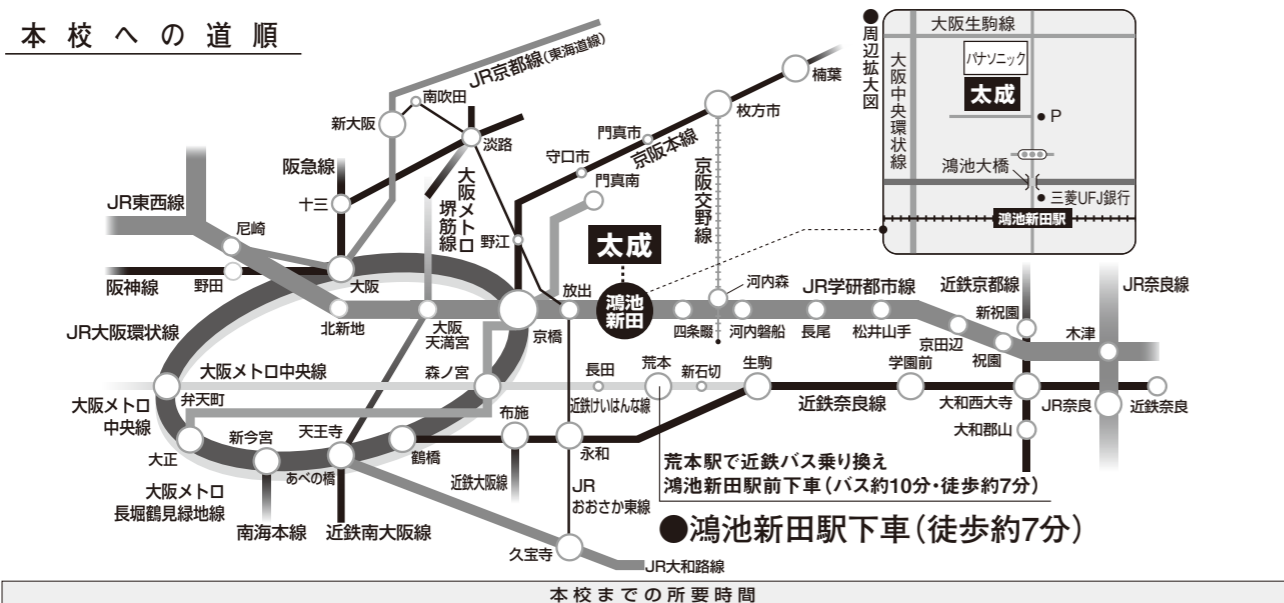 本校への道順
JR京都線(東海道線)
南吹田
新大阪
淡路
阪急線
十三
大阪メトロ
堺筋線
JR東西線
尼崎
阪神線
野田
大阪
北新地
大阪
天満宮
JR大阪環状線
野江
京橋
放出
守口市
門真市
京阪本線
門真南
枚方市
楠葉
京阪交野線
太成
鴻池
新田
四條畷
河内森
河内磐船
JR学研都市線
長尾
松井山手
京田辺
祝園
近鉄京都線
新祝園
木津
JR奈良線
大阪メトロ中央線
森ノ宮
長田
荒本
新石切
生駒
近鉄けいはんな線
学園前
近鉄奈良線
大和西大寺
JR奈良
近鉄奈良
大和郡山
弁天町
大阪メトロ
中央線
大正
新今宮
天王寺
あべの橋
鶴橋
布施
近鉄大阪線
永和
JR
おおさか東線
大阪メトロ
長堀鶴見緑地線
南海本線
近鉄南大阪線
久宝寺
JR大和路線
荒本駅で近鉄バス乗り換え
鴻池新田駅前下車(バス約10分・徒歩約7分)
●鴻池新田駅下車(徒歩約7分)
●周辺拡大図
大阪生駒線
大阪中央環状線
パナソニック
太成
P
鴻池大橋
三菱UFJ銀行
鴻池新田駅
本校までの所要時間